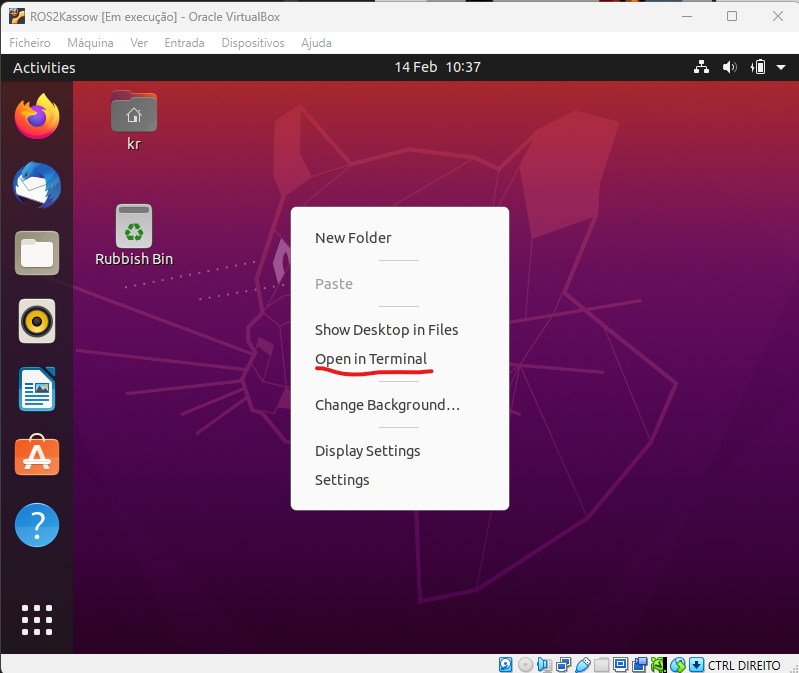 ROS2Kassow [Em execução] - Oracle VirtualBox
Ficheiro Máquina Ver Entrada Dispositivos Ajuda
Activities 14 Feb 10:37
kr
Rubbish Bin
New Folder
Paste
Show Desktop in Files
Open in Terminal
Change Background…
Display Settings
Settings
CTRL DIREITO